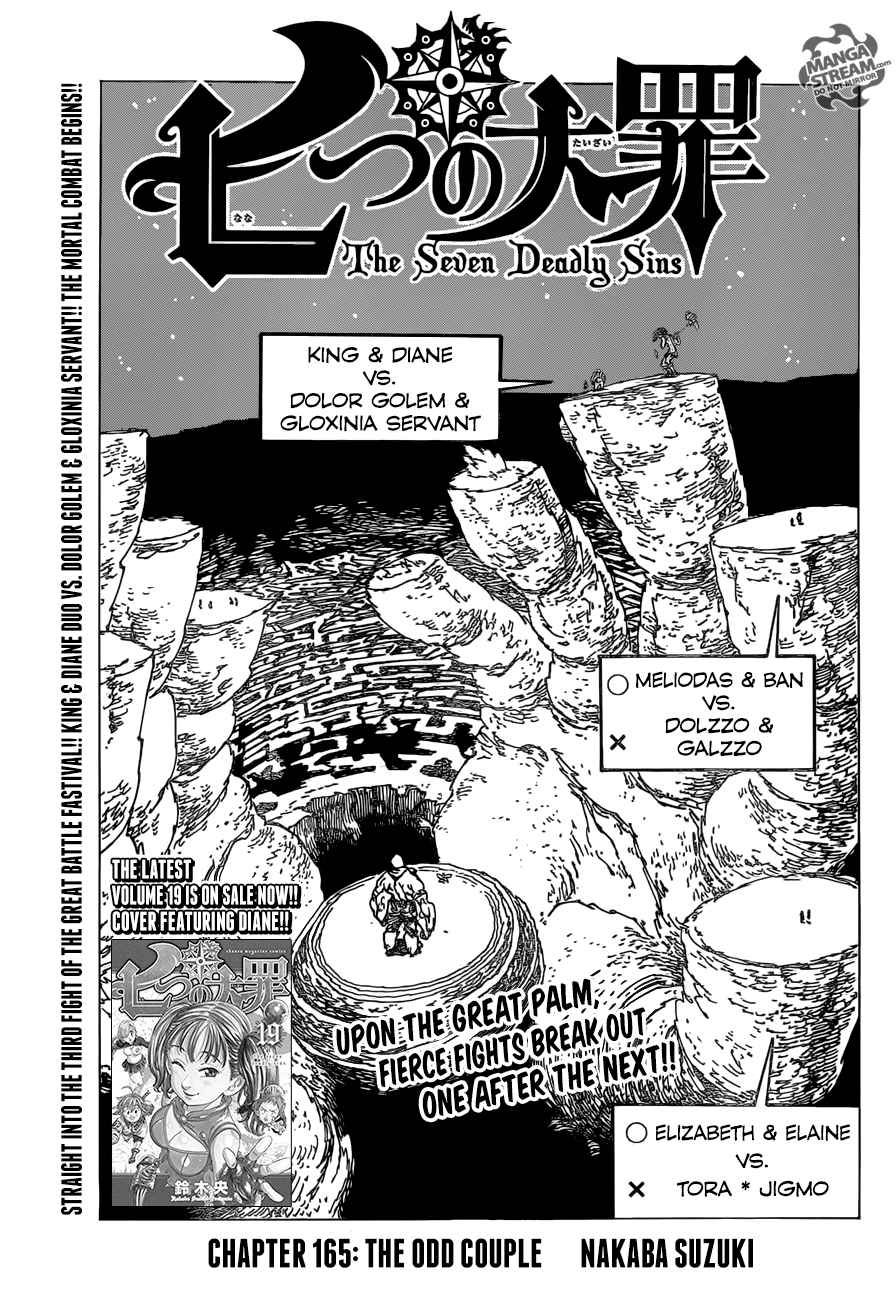 MANGA
STREAM.com
DO NOT MIRROR
七つの大罪
なな
たいざい
The Seven Deadly Sins
STRAIGHT INTO THE THIRD FIGHT OF THE GREAT BATTLE FASTIVAL!! KING & DIANE DUO VS. DOLOR GOLEM & GLOXINIA SERVANT!! THE MORTAL COMBAT BEGINS!!
KING & DIANE
VS.
DOLOR GOLEM &
GLOXINIA SERVANT
○ MELIODAS & BAN
VS.
× DOLZZO &
GALZZO
THE LATEST
VOLUME 19 IS ON SALE NOW!!
COVER FEATURING DIANE!!
七つの大罪
19
鈴木央
UPON THE GREAT PALM,
FIERCE FIGHTS BREAK OUT
ONE AFTER THE NEXT!!
○ ELIZABETH & ELAINE
VS.
× TORA * JIGMO
CHAPTER 165: THE ODD COUPLE NAKABA SUZUKI